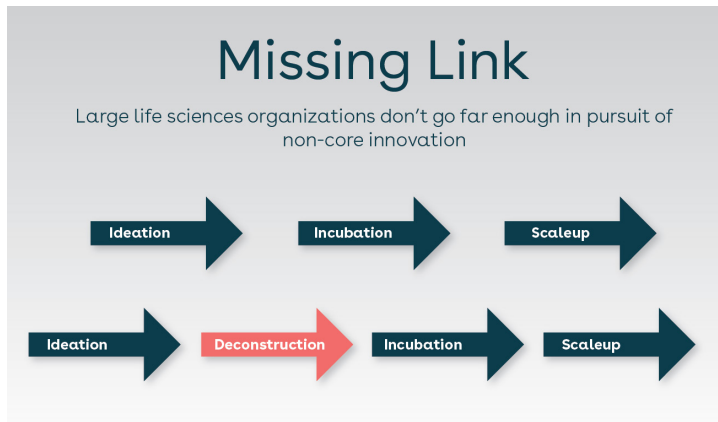 Missing Link
Large life sciences organizations don’t go far enough in pursuit of
non-core innovation
Ideation
Incubation
Scaleup
Ideation
Deconstruction
Incubation
Scaleup